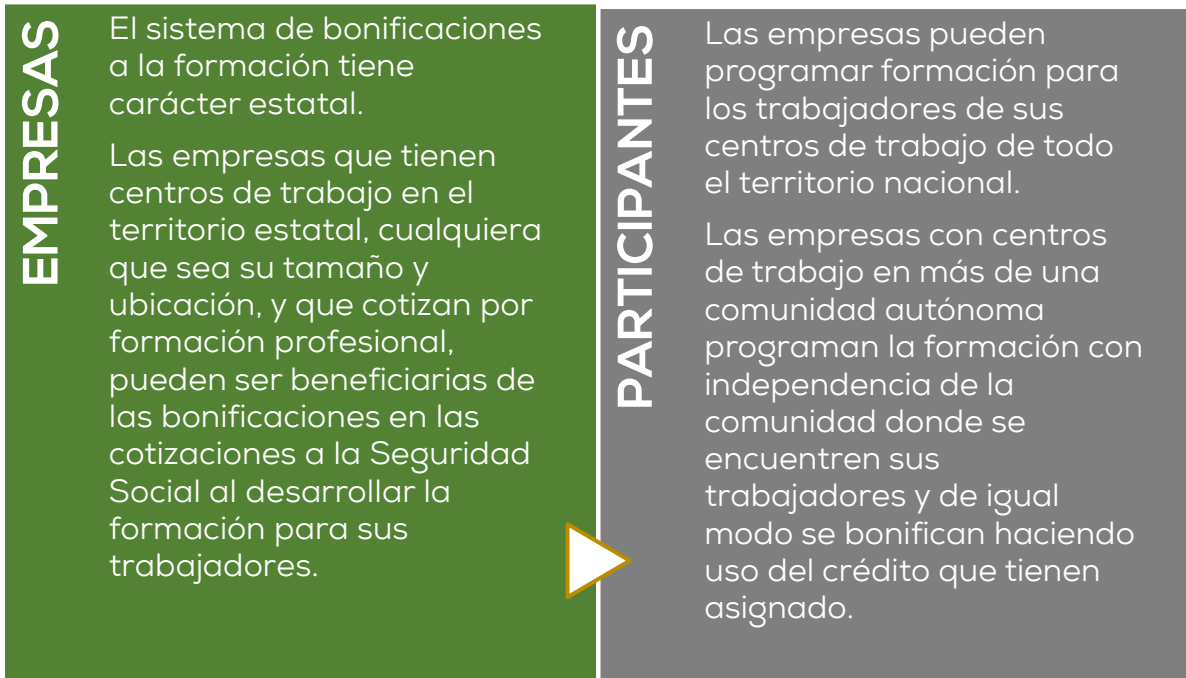 EMPRESAS
El sistema de bonificaciones
a la formación tiene
carácter estatal.
Las empresas que tienen
centros de trabajo en el
territorio estatal, cualquiera
que sea su tamaño y
ubicación, y que cotizan por
formación profesional,
pueden ser beneficiarias de
las bonificaciones en las
cotizaciones a la Seguridad
Social al desarrollar la
formación para sus
trabajadores.
PARTICIPANTES
Las empresas pueden
programar formación para
los trabajadores de sus
centros de trabajo de todo
el territorio nacional.
Las empresas con centros
de trabajo en más de una
comunidad autónoma
programan la formación con
independencia de la
comunidad donde se
encuentren sus
trabajadores y de igual
modo se bonifican haciendo
uso del crédito que tienen
asignado.